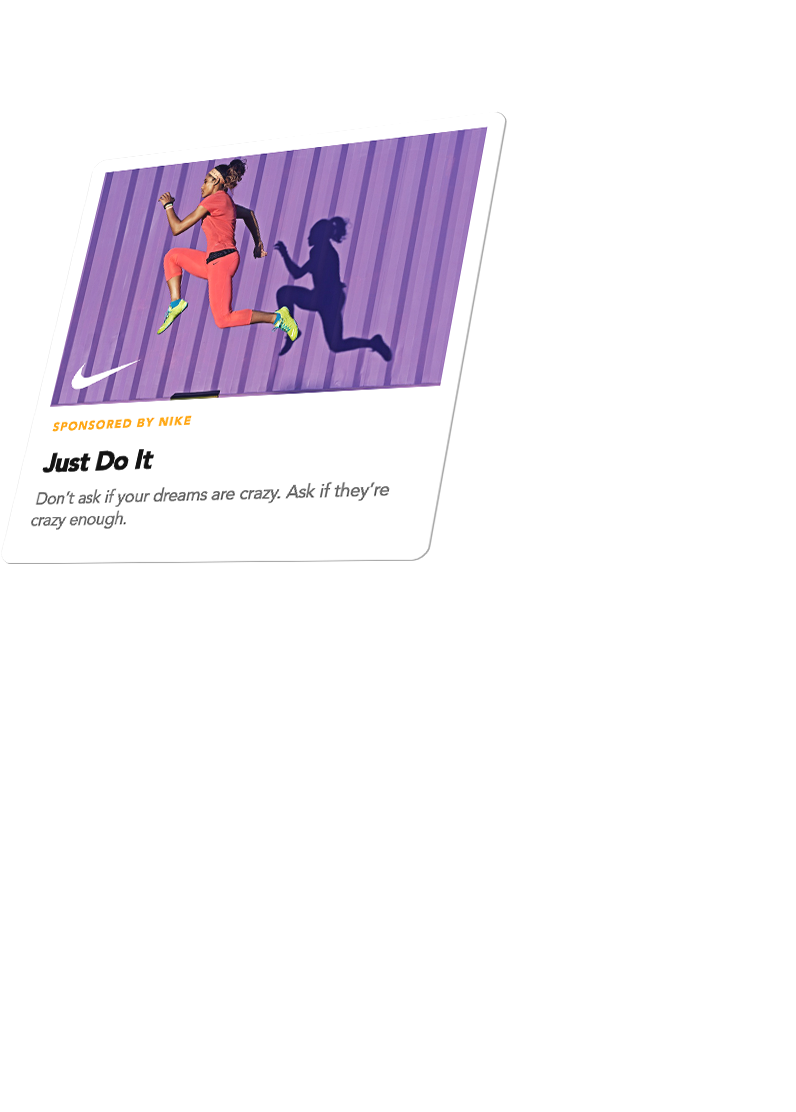 SPONSORED BY NIKE
Just Do It
Don't ask if your dreams are crazy. Ask if they're
crazy enough.